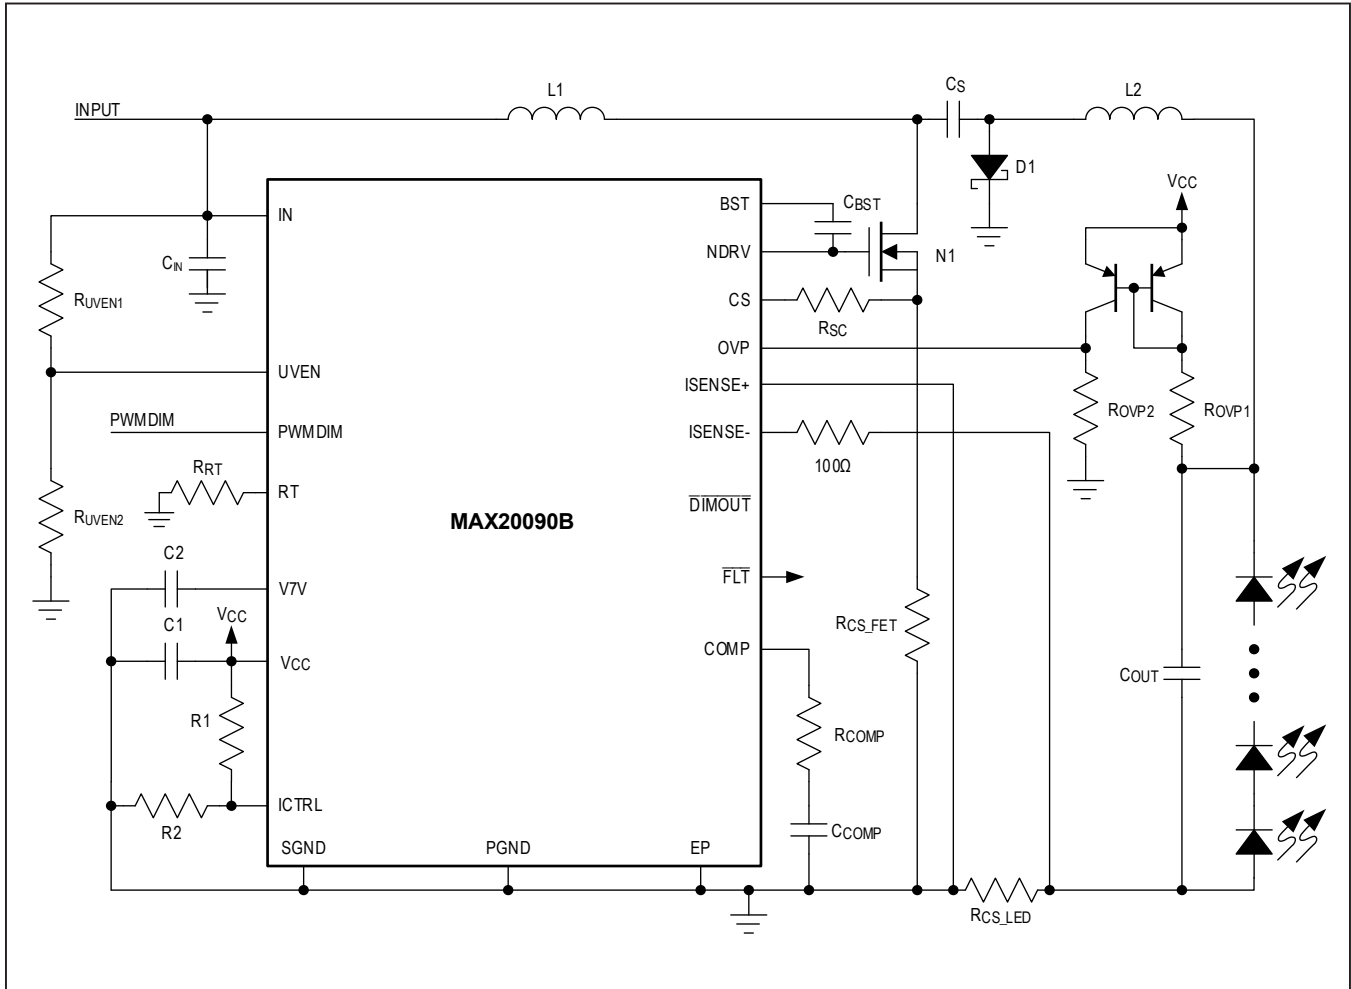 INPUT
L1
CS
L2
D1
VCC
BST
CBST
IN
NDRV
N1
CIN
CS
RSC
RUVEN1
OVP
UVEN
ISENSE+
ROVP2
ROVP1
PWMDIM
PWMDIM
ISENSE-
100Ω
RRT
RT
DIMOUT
RUVEN2
MAX20090B
C2
V7V
FLT
VCC
C1
RCS_FET
VCC
COMP
COUT
R1
RCOMP
ICTRL
R2
CCOMP
SGND
PGND
EP
RCS_LED